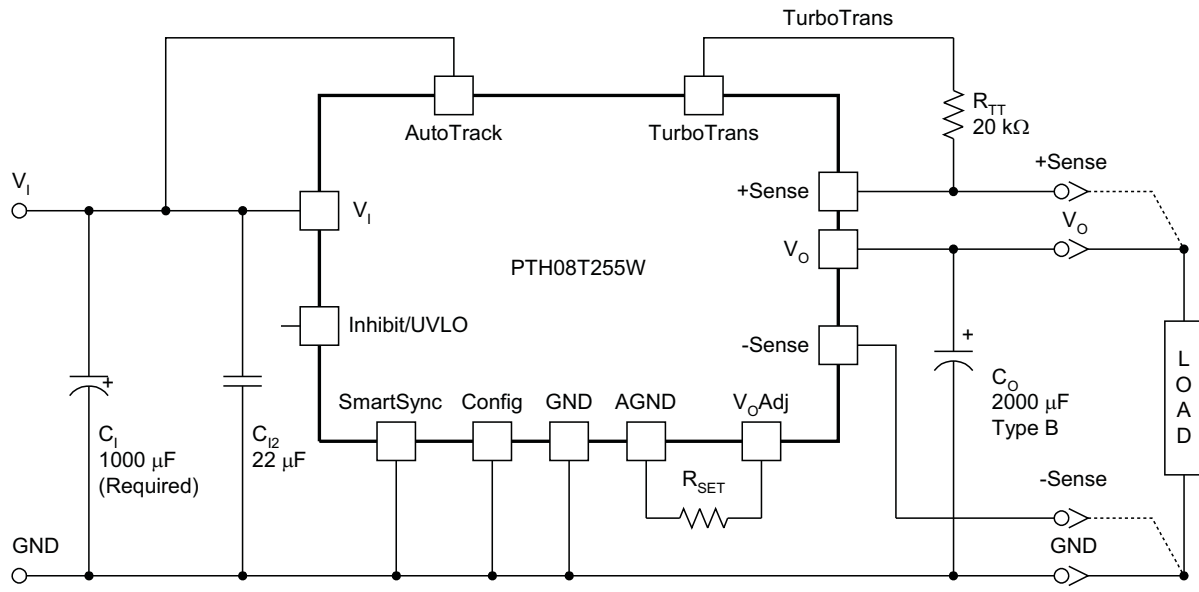 TurboTrans
R_TT
20 kΩ
AutoTrack
TurboTrans
+Sense
V_I
V_I
+Sense
V_O
V_O
PTH08T255W
Inhibit/UVLO
-Sense
+
+
SmartSync
Config
GND
AGND
V_OAdj
C_I
1000 μF
(Required)
C_I2
22 μF
C_O
2000 μF
Type B
L
O
A
D
R_SET
-Sense
GND
GND